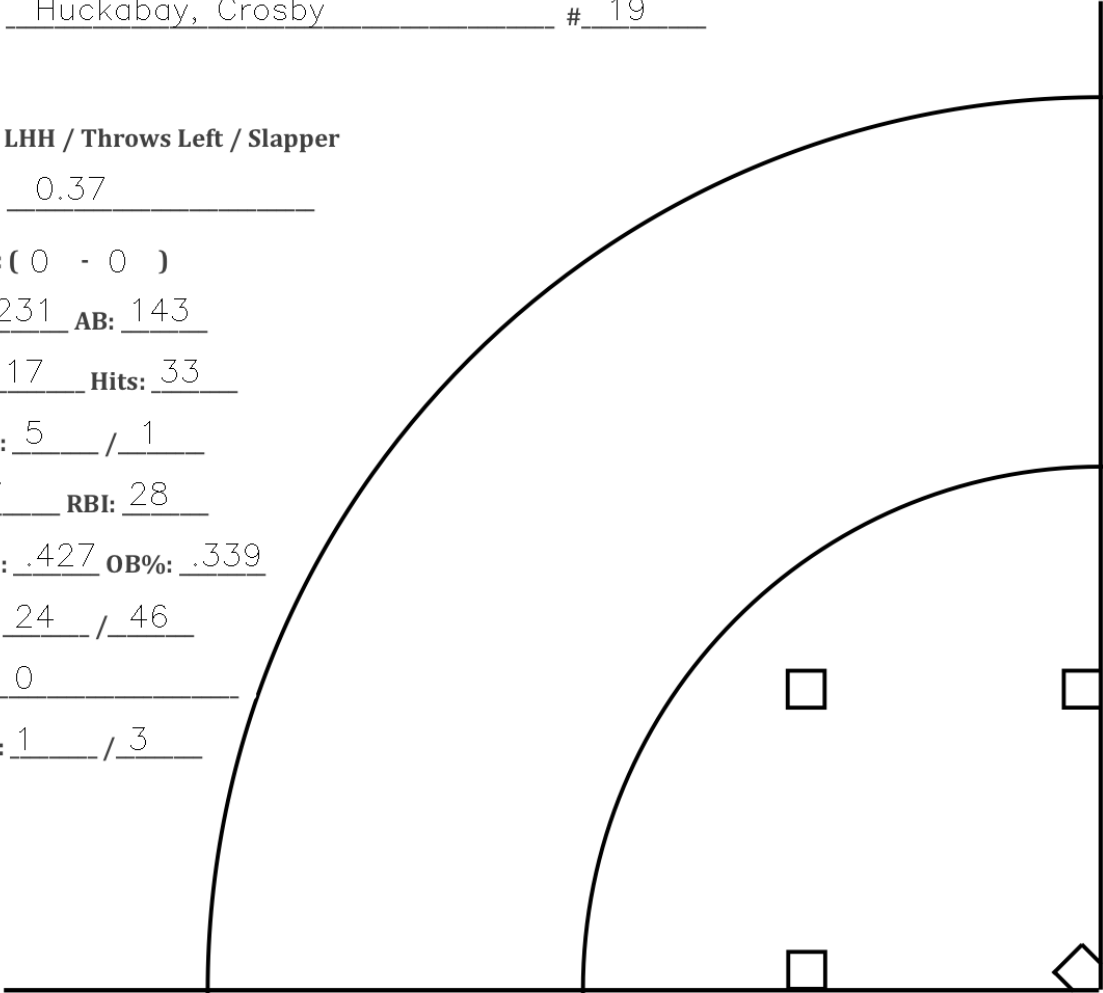 Huckabay, Crosby # 19
LHH / Throws Left / Slapper
0.37
:( 0 - 0 )
231 AB: 143
17 Hits: 33
: 5 / 1
RBI: 28
: .427 OB%: .339
24 / 46
0
: 1 / 3